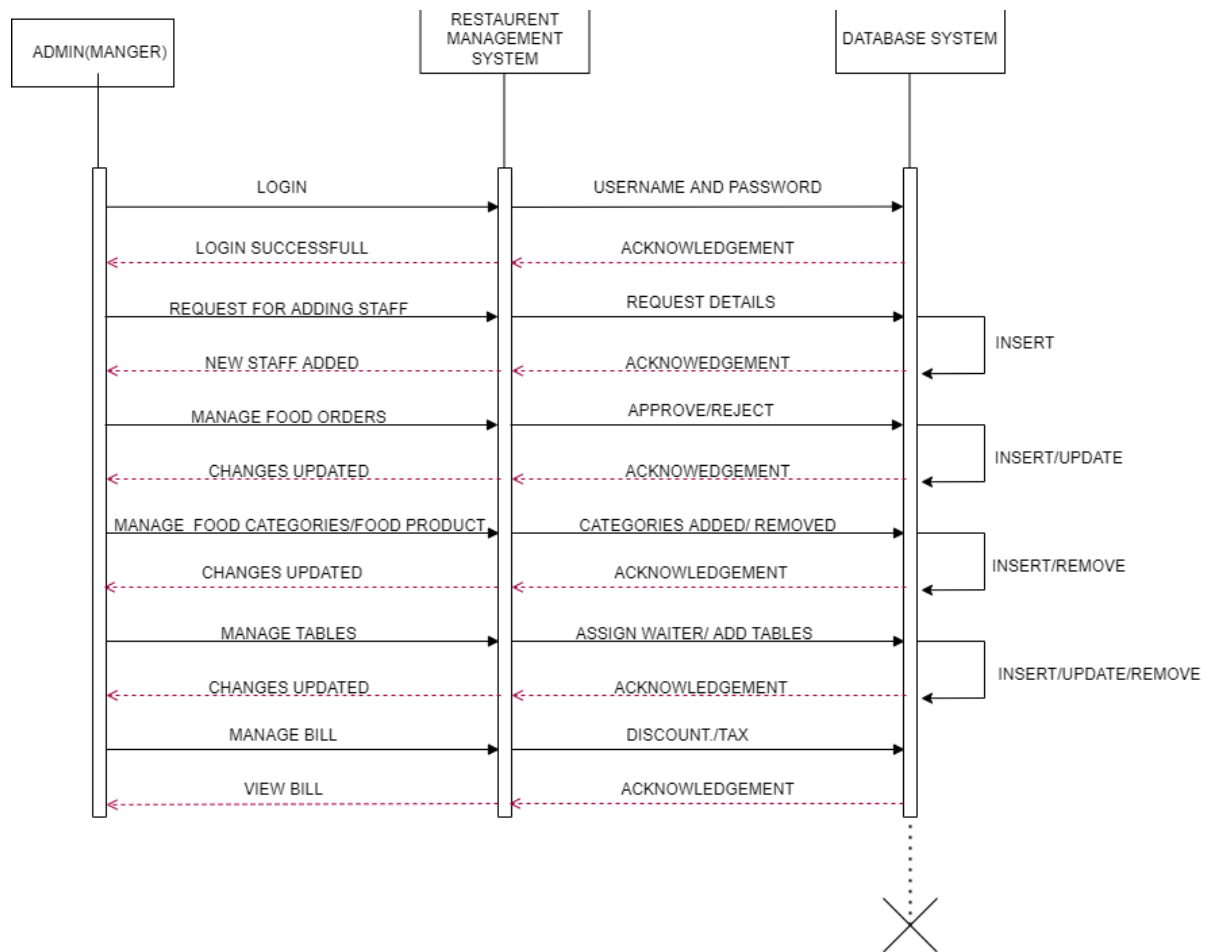 ADMIN(MANGER)
RESTAURENT
MANAGEMENT
SYSTEM
DATABASE SYSTEM
LOGIN
USERNAME AND PASSWORD
LOGIN SUCCESSFULL
ACKNOWLEDGEMENT
REQUEST FOR ADDING STAFF
REQUEST DETAILS
INSERT
NEW STAFF ADDED
ACKNOWEDGEMENT
MANAGE FOOD ORDERS
APPROVE/REJECT
INSERT/UPDATE
CHANGES UPDATED
ACKNOWEDGEMENT
MANAGE  FOOD CATEGORIES/FOOD PRODUCT
CATEGORIES ADDED/ REMOVED
INSERT/REMOVE
CHANGES UPDATED
ACKNOWLEDGEMENT
MANAGE TABLES
ASSIGN WAITER/ ADD TABLES
INSERT/UPDATE/REMOVE
CHANGES UPDATED
ACKNOWLEDGEMENT
MANAGE BILL
DISCOUNT./TAX
VIEW BILL
ACKNOWLEDGEMENT